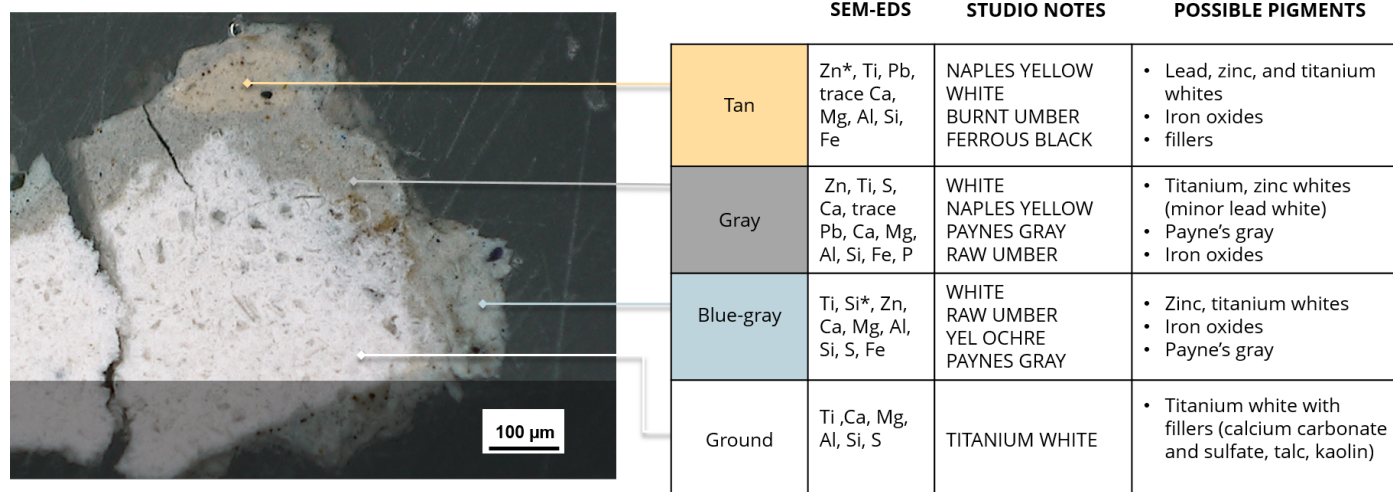 SEM-EDS STUDIO NOTES POSSIBLE PIGMENTS
Tan
Zn*, Ti, Pb,
trace Ca,
Mg, Al, Si,
Fe
NAPLES YELLOW
WHITE
BURNT UMBER
FERROUS BLACK
• Lead, zinc, and titanium
whites
• Iron oxides
• fillers
Gray
Zn, Ti, S,
Ca, trace
Pb, Ca, Mg,
Al, Si, Fe, P
WHITE
NAPLES YELLOW
PAYNES GRAY
RAW UMBER
• Titanium, zinc whites
(minor lead white)
• Payne’s gray
• Iron oxides
Blue-gray
Ti, Si*, Zn,
Ca, Mg, Al,
Si, S, Fe
WHITE
RAW UMBER
YEL OCHRE
PAYNES GRAY
• Zinc, titanium whites
• Iron oxides
• Payne’s gray
Ground
Ti ,Ca, Mg,
Al, Si, S
TITANIUM WHITE
• Titanium white with
fillers (calcium carbonate
and sulfate, talc, kaolin)
100 µm